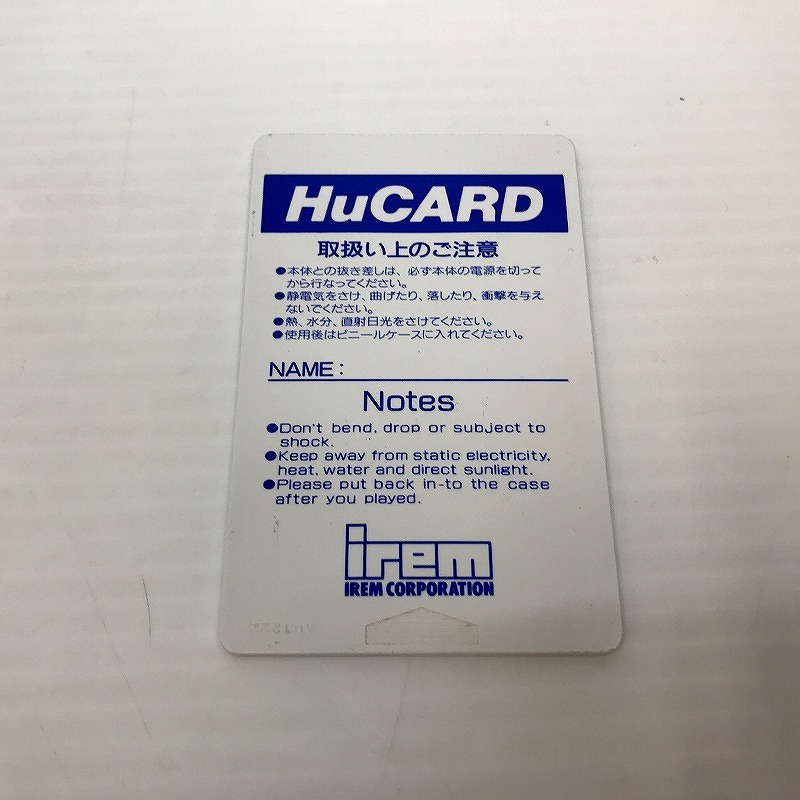 HuCARD
取扱い上のご注意
●本体との抜き差しは、必ず本体の電源を切って
から行なってください。
●静電気をさけ、曲げたり、落したり、衝撃を与え
ないでください。
●熱、水分、直射日光をさけてください。
●使用後はビニールケースに入れてください。
NAME:
Notes
●Don't bend, drop or subject to
shock.
●Keep away from static electricity,
heat, water and direct sunlight.
●Please put back in-to the case
after you played.
irem
IREM CORPORATION